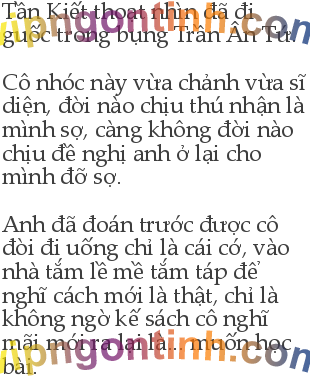 Tần Kiết thoạt nhìn đã đi
guốc trong bụng Trần Ân Tứ.
Cô nhóc này vừa chảnh vừa sĩ
diện, đời nào chịu thú nhận là
mình sợ, càng không đời nào
chịu đề nghị anh ở lại cho
mình đỡ sợ.
Anh đã đoán trước được cô
đòi đi uống chỉ là cái cớ, vào
nhà tắm lề mề tắm táp để
nghĩ cách mới là thật, chỉ là
không ngờ kế sách cô nghĩ
mãi mới ra lại là... muốn học
bài.